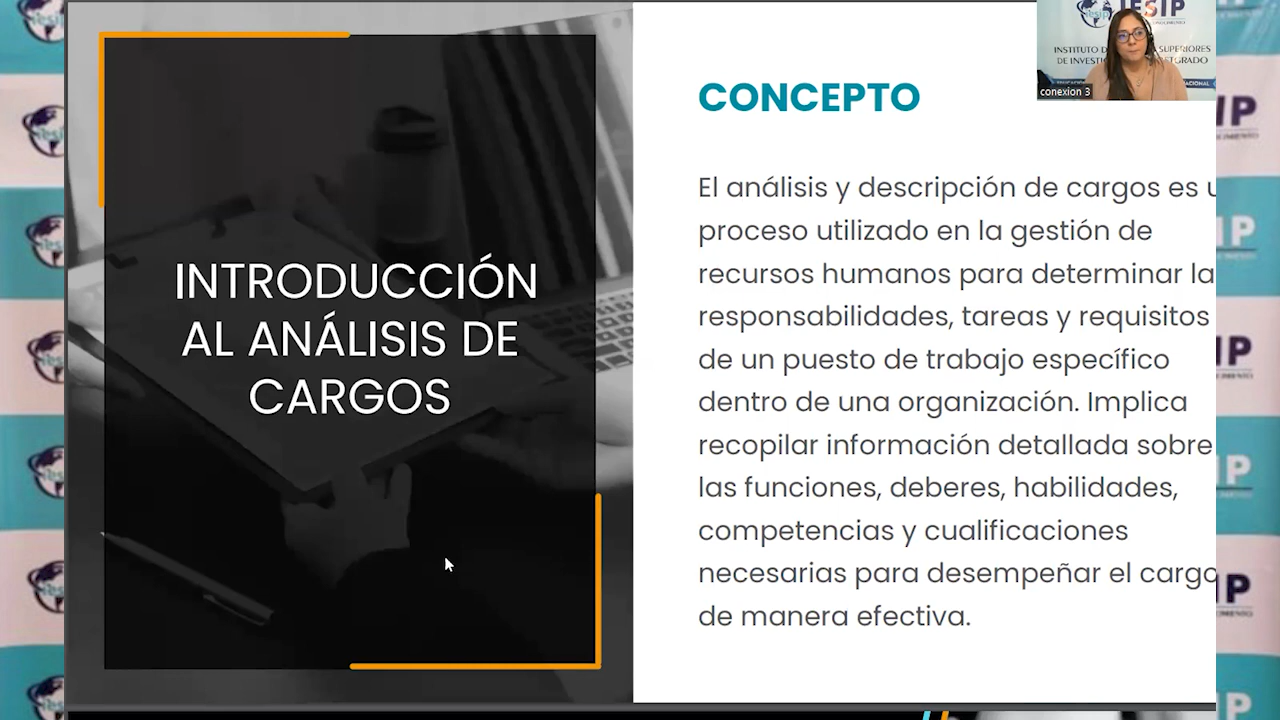 INTRODUCCIÓN
AL ANÁLISIS DE
CARGOS
CONCEPTO
El análisis y descripción de cargos es u
proceso utilizado en la gestión de
recursos humanos para determinar la
responsabilidades, tareas y requisitos
de un puesto de trabajo específico
dentro de una organización. Implica
recopilar información detallada sobre
las funciones, deberes, habilidades,
competencias y cualificaciones
necesarias para desempeñar el cargo
de manera efectiva.
IESIP
INSTITUTO D SUPERIORES
DE INVESTI TGRADO
conexion 3